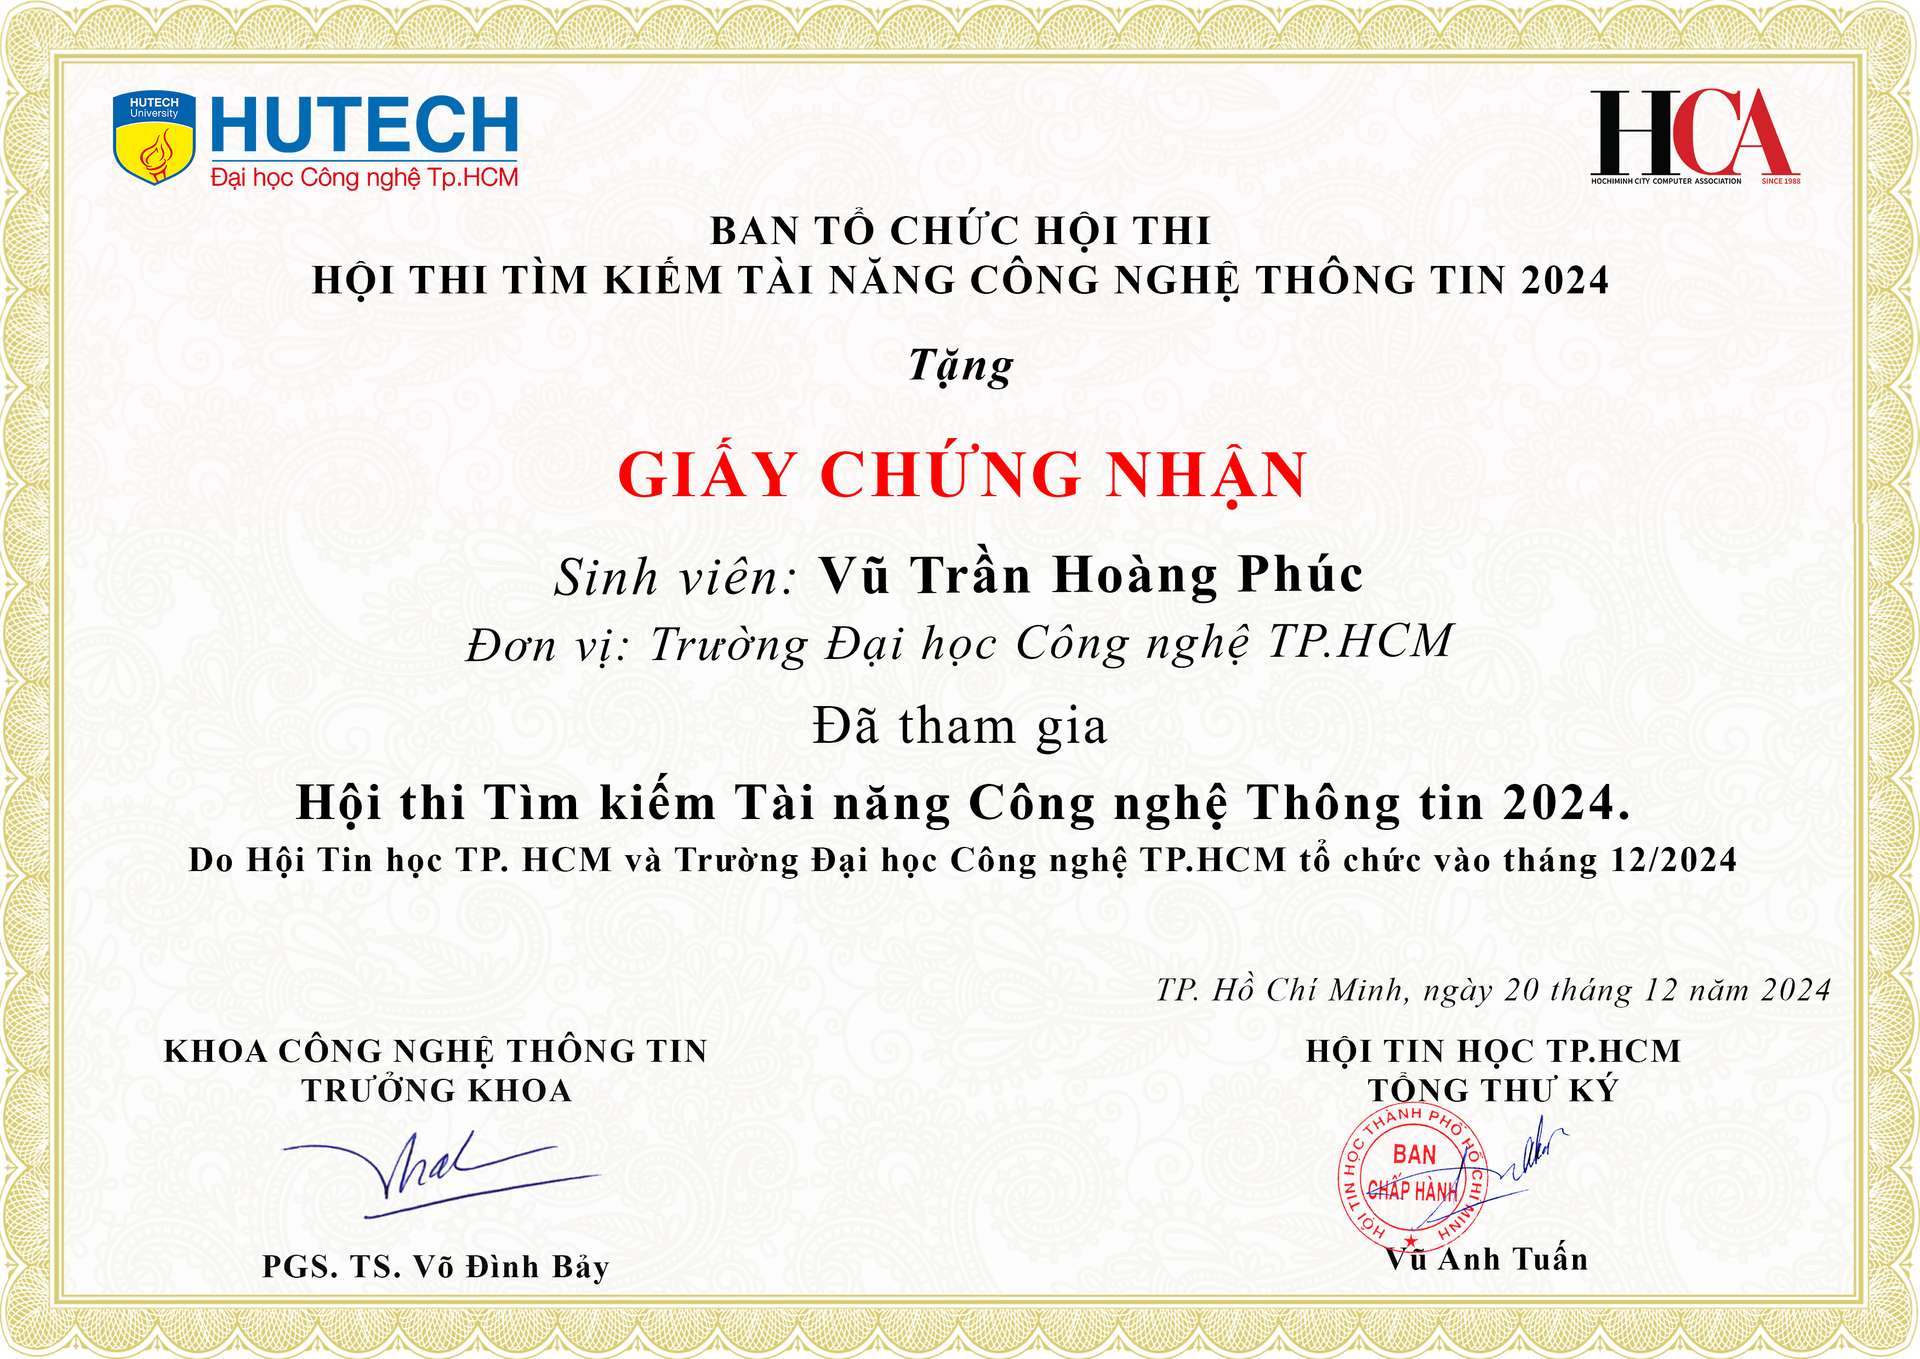 HUTECH
University
HUTECH
Đại học Công nghệ Tp.HCM
HCA
HOCHIMINH CITY COMPUTER ASSOCIATION SINCE 1988
BAN TỔ CHỨC HỘI THI
HỘI THI TÌM KIẾM TÀI NĂNG CÔNG NGHỆ THÔNG TIN 2024
Tặng
GIẤY CHỨNG NHẬN
Sinh viên: Vũ Trần Hoàng Phúc
Đơn vị: Trường Đại học Công nghệ TP.HCM
Đã tham gia
Hội thi Tìm kiếm Tài năng Công nghệ Thông tin 2024.
Do Hội Tin học TP. HCM và Trường Đại học Công nghệ TP.HCM tổ chức vào tháng 12/2024
TP. Hồ Chí Minh, ngày 20 tháng 12 năm 2024
KHOA CÔNG NGHỆ THÔNG TIN
TRƯỞNG KHOA
PGS. TS. Võ Đình Bảy
HỘI TIN HỌC TP.HCM
TỔNG THƯ KÝ
HỘI TIN HỌC THÀNH PHỐ HỒ CHÍ MINH
BAN
CHẤP HÀNH
Vũ Anh Tuấn